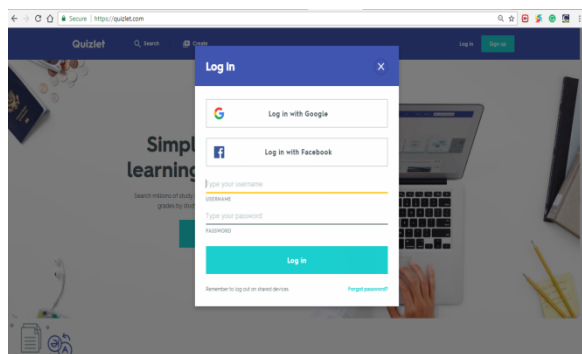 Secure | https://quizlet.com
Quizlet
Search
Create
Log in
Sign up
Log in
X
G
Log in with Google
f
Log in with Facebook
Simpl
learning
Search millions of study
grades by stud
Type your username
USERNAME
Type your password
PASSWORD
Log in
Remember to log out on shared devices
Forgot password?